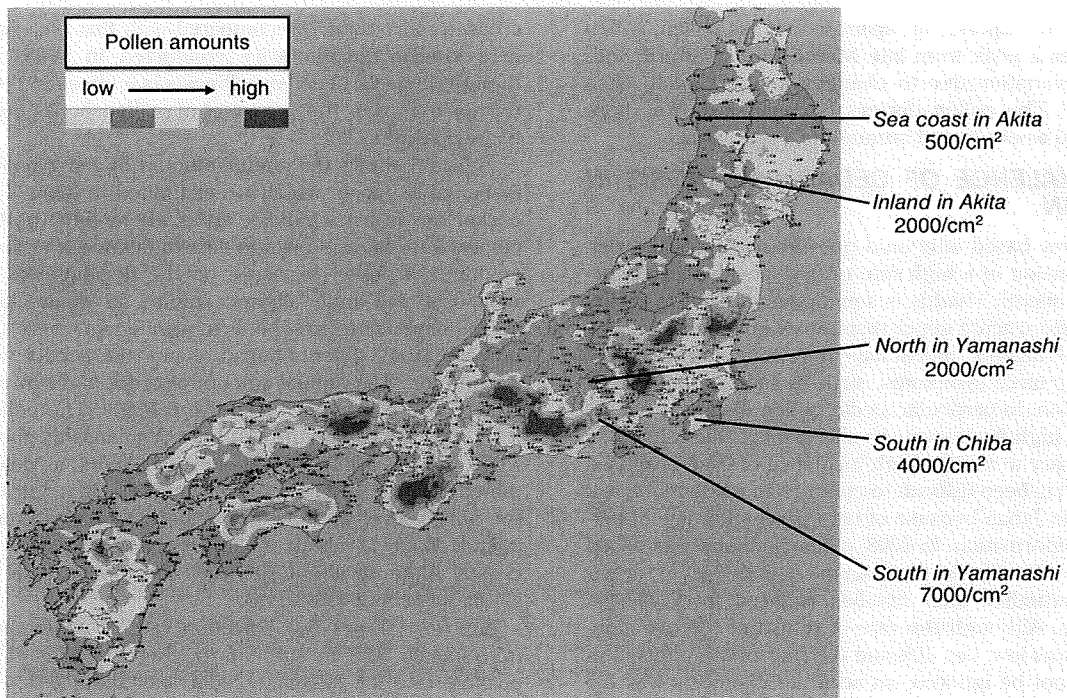 Pollen amounts
low high
Sea coast in Akita
500/cm²
Inland in Akita
2000/cm²
North in Yamanashi
2000/cm²
South in Chiba
4000/cm²
South in Yamanashi
7000/cm²